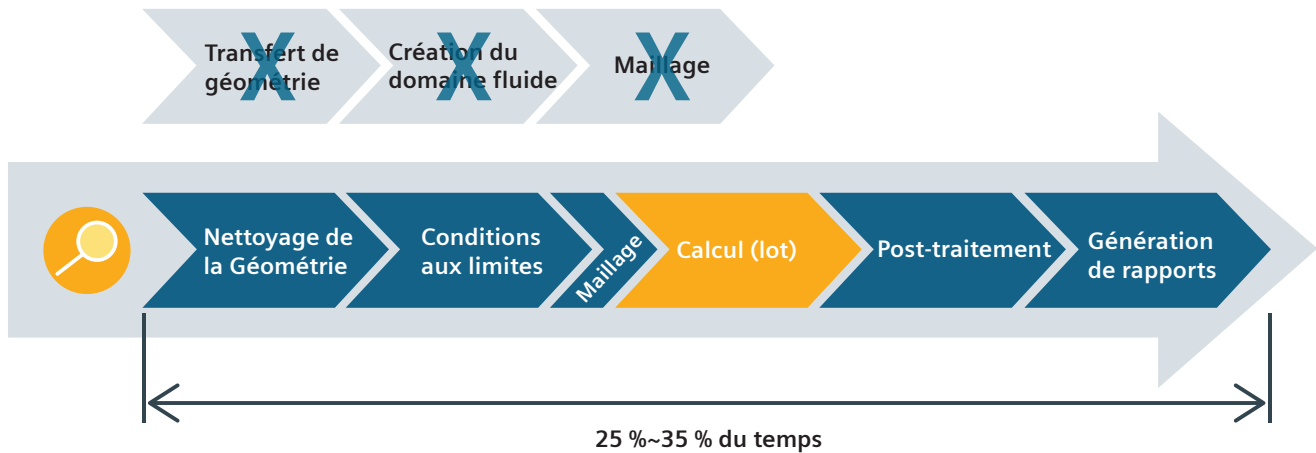 Transfert de
géométrie
Création du
domaine fluide
Maillage
X
X
X
Nettoyage de
la Géométrie
Conditions
aux limites
Maillage
Calcul (lot)
Post-traitement
Génération
de rapports
25 %~35 % du temps